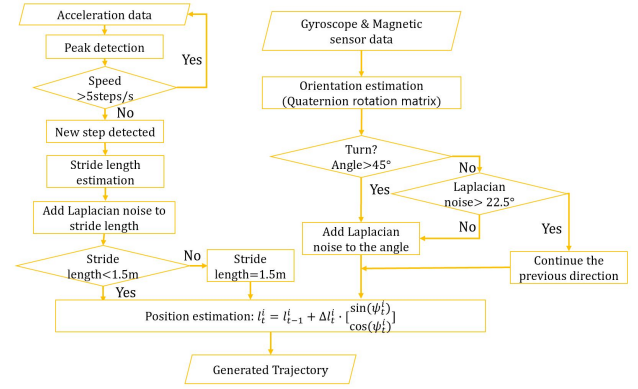 Acceleration data
Peak detection
Yes
Speed
>5steps/s
No
New step detected
Stride length
estimation
Add Laplacian noise to
stride length
Stride
length<1.5m
No
Stride
length=1.5m
Yes
Gyroscope & Magnetic
sensor data
Orientation estimation
(Quaternion rotation matrix)
Turn?
Angle>45°
No
Yes
Laplacian
noise> 22.5°
No
Yes
Add Laplacian
noise to the angle
Continue the
previous direction
Position estimation: $l_t^i = l_{t-1}^i + \Delta l_t^i \cdot [\begin{matrix} \sin(\psi_t^i) \\ \cos(\psi_t^i) \end{matrix}]$
Generated Trajectory